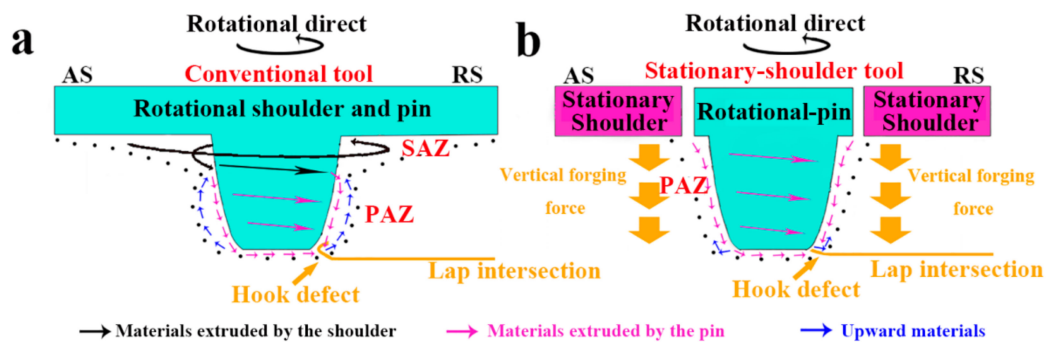 a
Rotational direct
AS
Conventional tool
RS
Rotational shoulder and pin
SAZ
PAZ
Lap intersection
Hook defect
b
Rotational direct
AS
Stationary-shoulder tool
RS
Stationary
Shoulder
Rotational-pin
Stationary
Shoulder
Vertical forging
force
PAZ
Vertical forging
force
Lap intersection
Hook defect
Materials extruded by the shoulder
Materials extruded by the pin
Upward materials